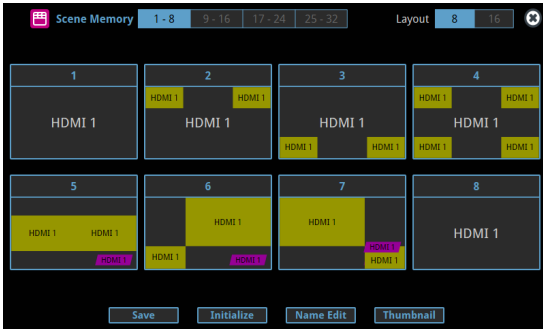 Scene Memory 1 - 8 9 - 16 17 - 24 25 - 32 Layout 8 16
1 2 3 4
HDMI 1 HDMI 1 HDMI 1 HDMI 1
HDMI 1 HDMI 1 HDMI 1 HDMI 1
HDMI 1 HDMI 1 HDMI 1 HDMI 1
5 6 7 8
HDMI 1 HDMI 1
HDMI 1 HDMI 1 HDMI 1
HDMI 1
HDMI 1 HDMI 1
HDMI 1 HDMI 1 HDMI 1
Save Initialize Name Edit Thumbnail